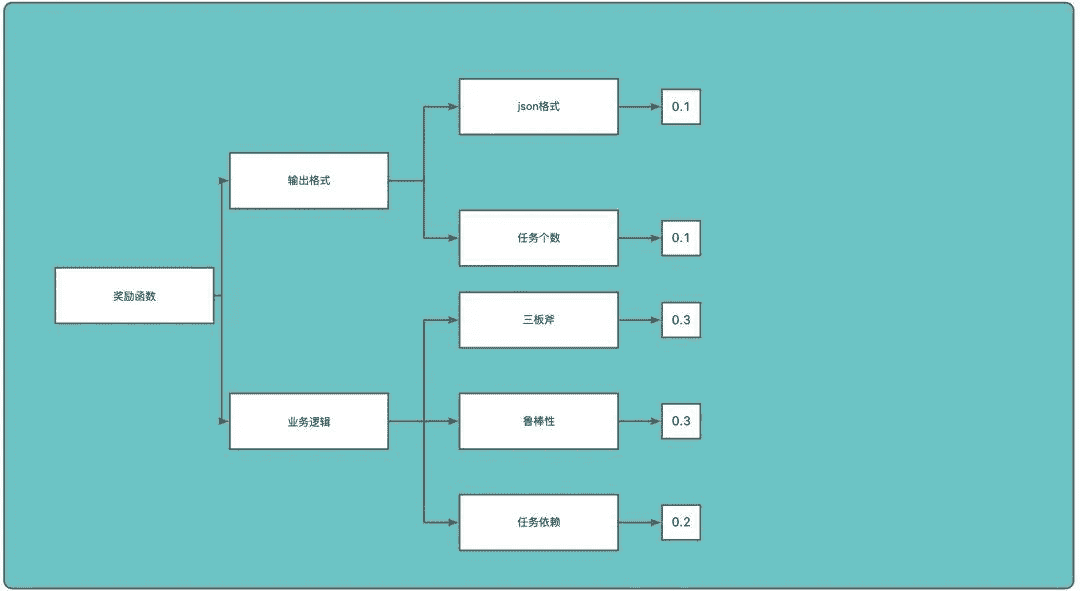 json格式
0.1
输出格式
任务个数
0.1
奖励函数
三板斧
0.3
业务逻辑
鲁棒性
0.3
任务依赖
0.2